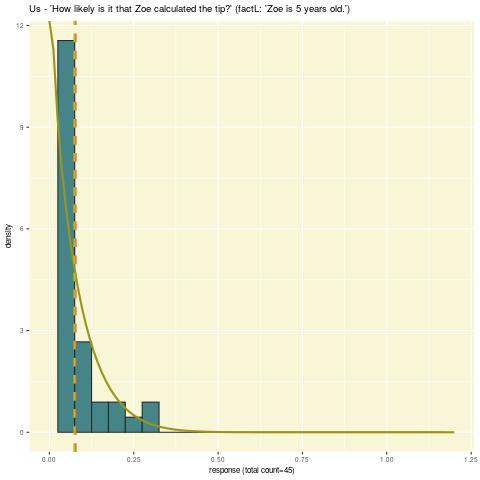 Us - 'How likely is it that Zoe calculated the tip?' (factL: 'Zoe is 5 years old.')
12
9
6
3
0
density
0.00 0.25 0.50 0.75 1.00 1.25
response (total count=45)